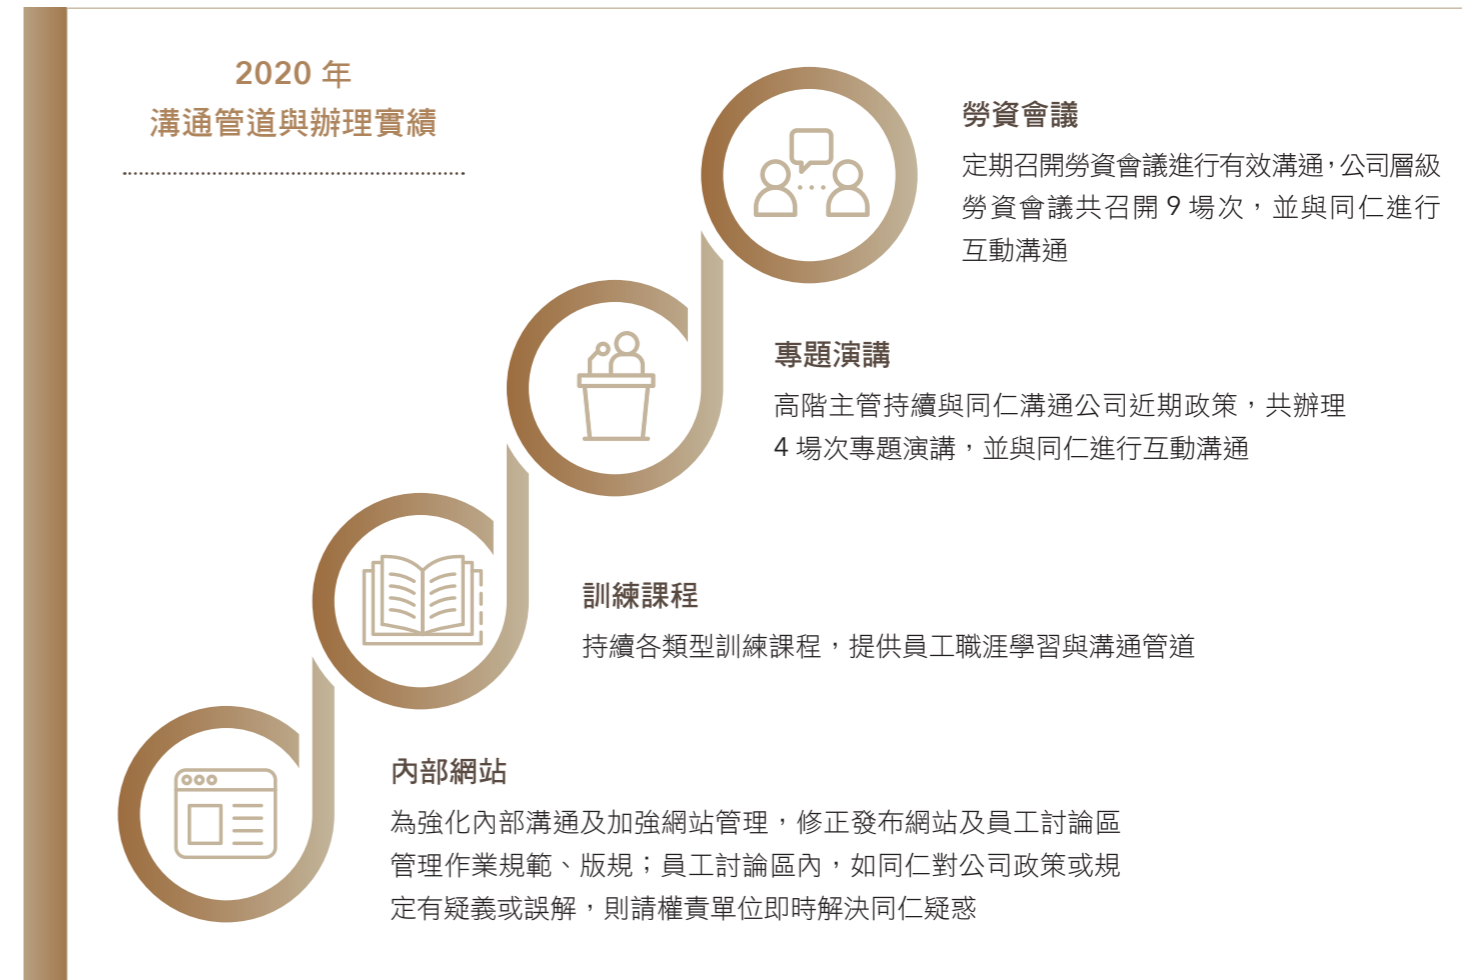 2020 年
溝通管道與辦理實績
勞資會議
定期召開勞資會議進行有效溝通，公司層級
勞資會議共召開 9 場次，並與同仁進行
互動溝通
專題演講
高階主管持續與同仁溝通公司近期政策，共辦理
4 場次專題演講，並與同仁進行互動溝通
訓練課程
持續各類型訓練課程，提供員工職涯學習與溝通管道
內部網站
為強化內部溝通及加強網站管理，修正發布網站及員工討論區
管理作業規範、版規；員工討論區內，如同仁對公司政策或規
定有疑義或誤解，則請權責單位即時解決同仁疑惑